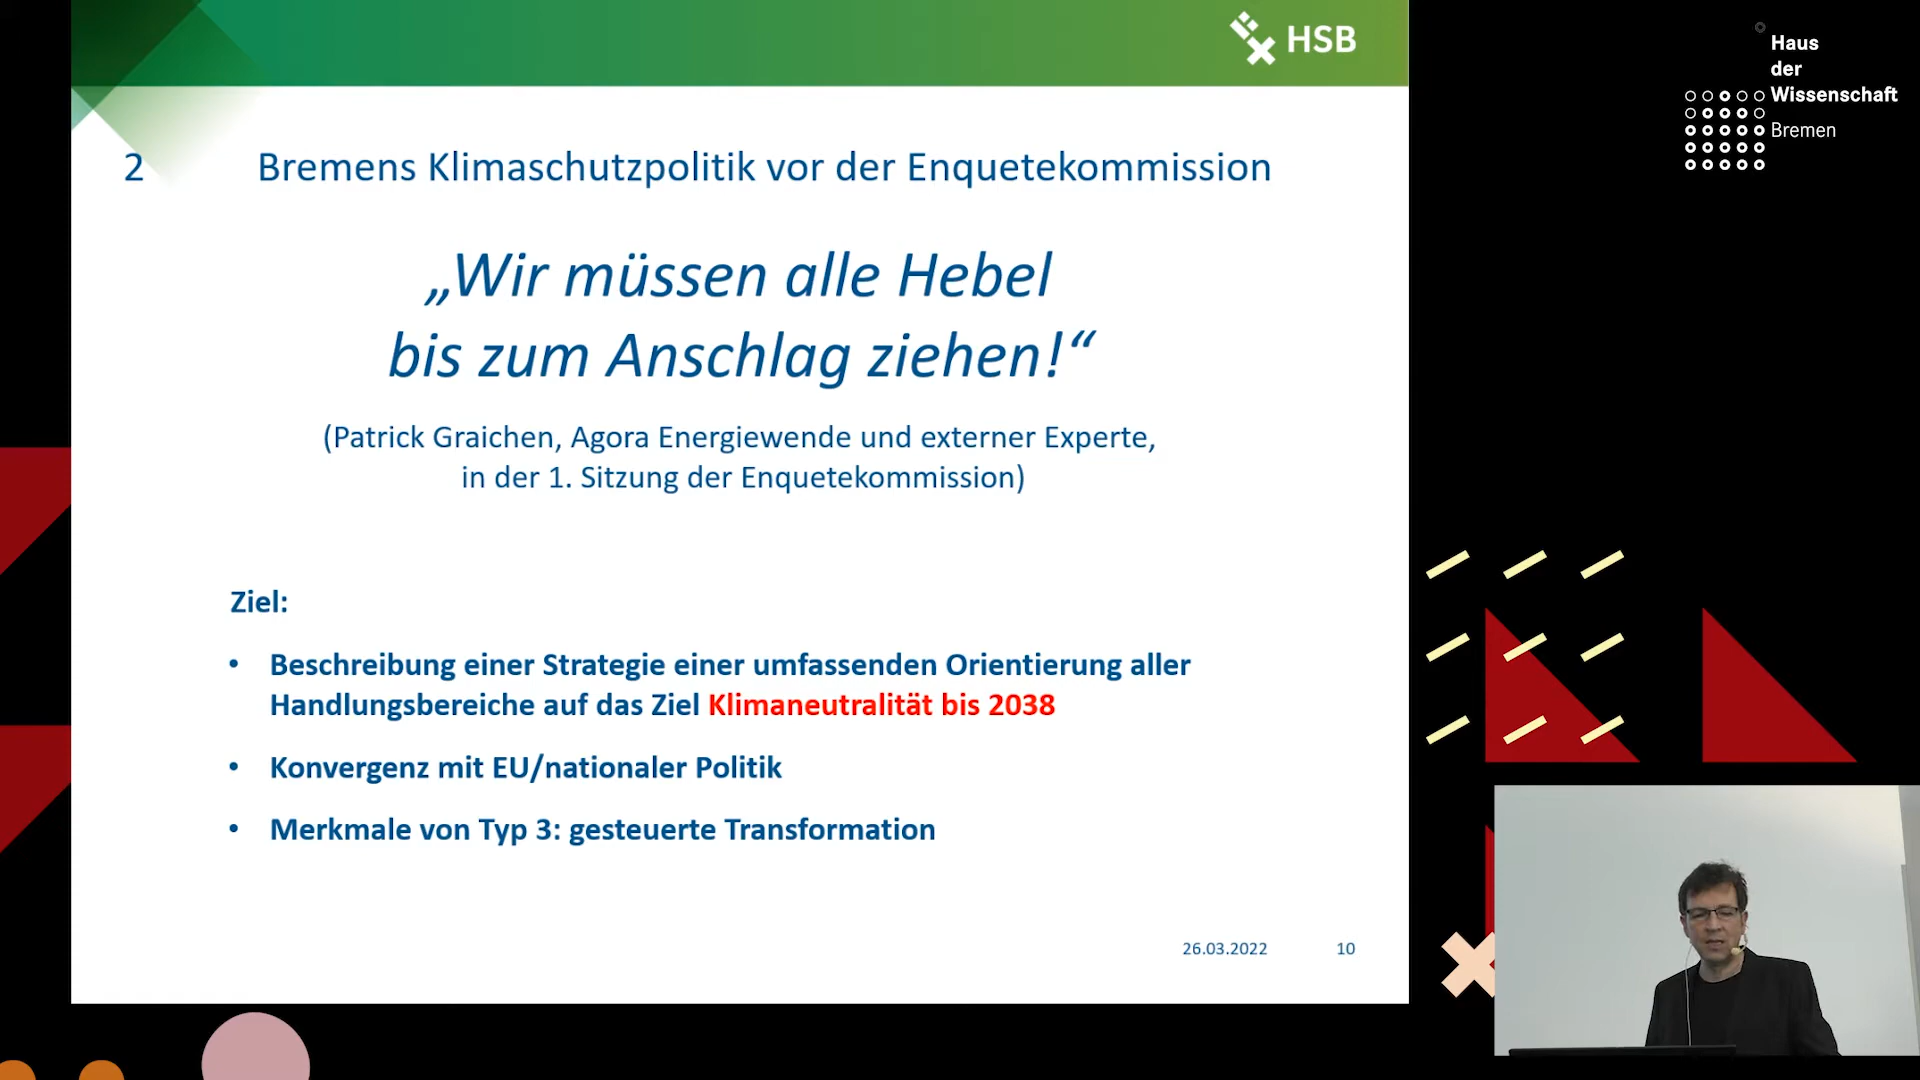 HSB
Haus
der
Wissenschaft
Bremen
2 Bremens Klimaschutzpolitik vor der Enquetekommission
„Wir müssen alle Hebel
bis zum Anschlag ziehen!“
(Patrick Graichen, Agora Energiewende und externer Experte,
in der 1. Sitzung der Enquetekommission)
Ziel:
• Beschreibung einer Strategie einer umfassenden Orientierung aller
Handlungsbereiche auf das Ziel Klimaneutralität bis 2038
• Konvergenz mit EU/nationaler Politik
• Merkmale von Typ 3: gesteuerte Transformation
26.03.2022 10